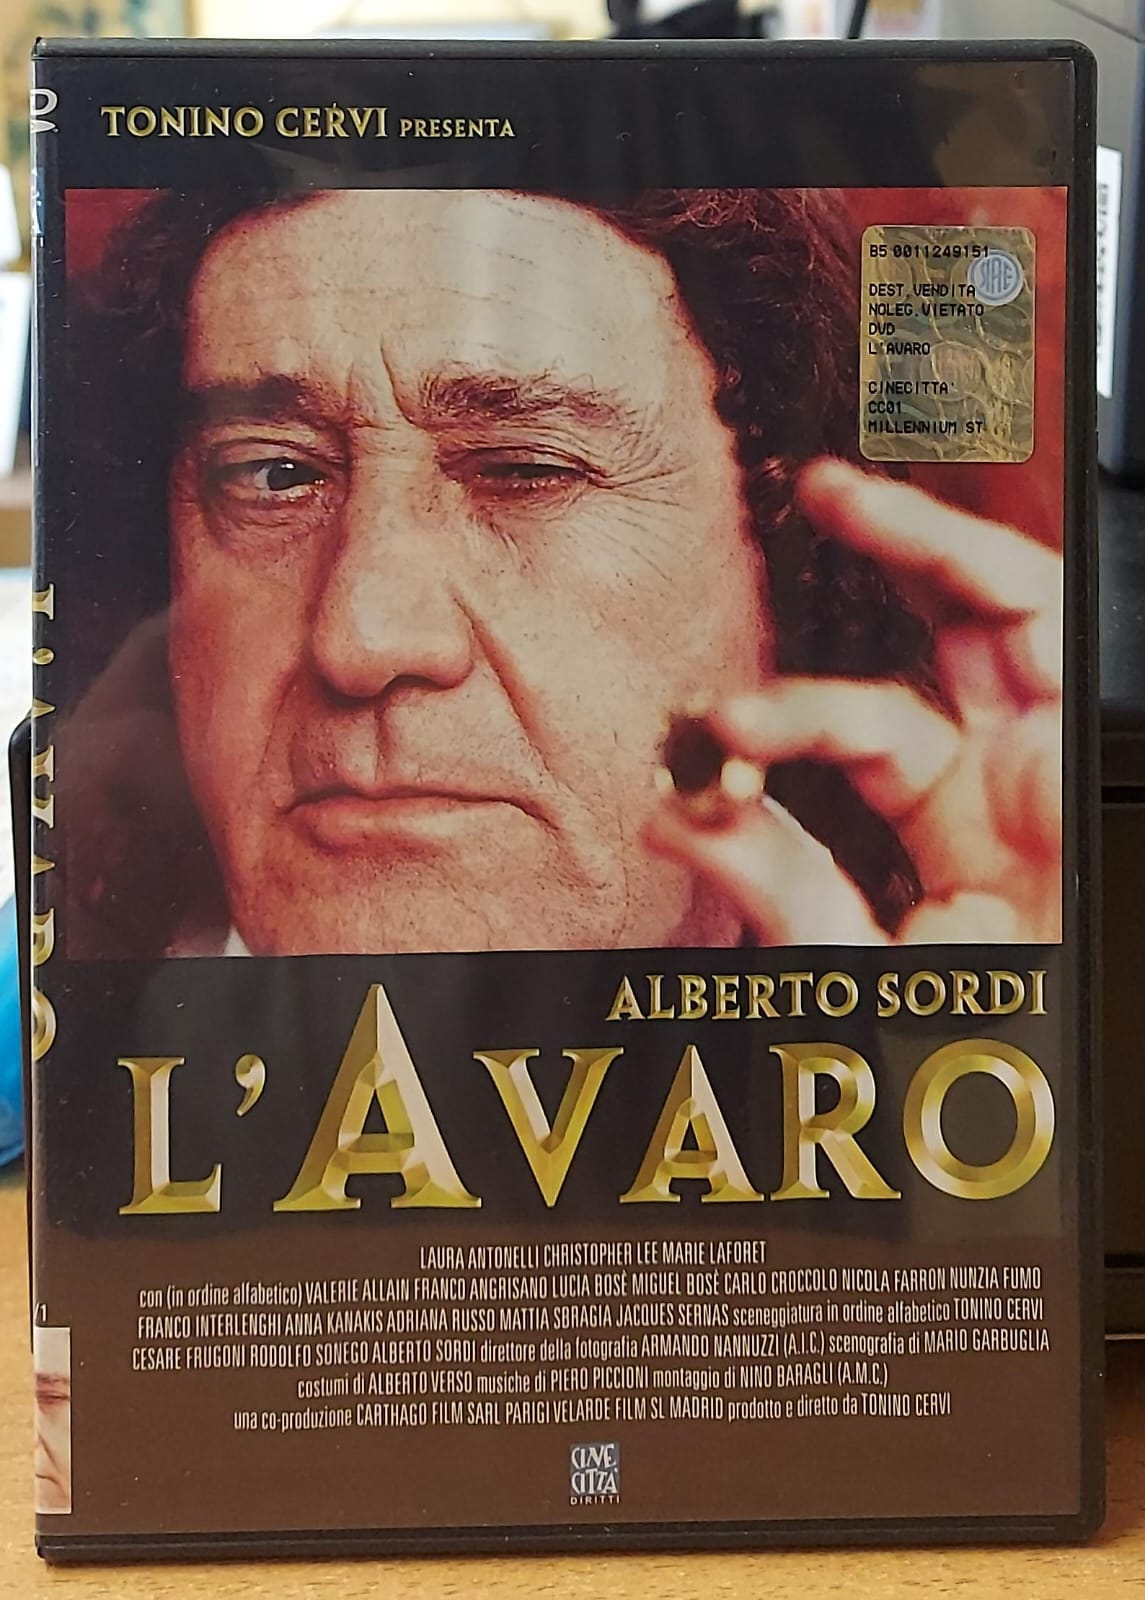 TONINO CERVI PRESENTA
B5 0011249151
SIAE
DEST.VENDITA
NOLEG.VIETATO
DVD
L'AVARO
CINECITTA'
CC01
MILLENNIUM ST
ALBERTO SORDI
L'AVARO
LAURA ANTONELLI CHRISTOPHER LEE MARIE LAFORET
con (in ordine alfabetico) VALERIE ALLAIN FRANCO ANGRISANO LUCIA BOSÈ MIGUEL BOSÉ CARLO CROCCOLO NICOLA FARRON NUNZIA FUMO
FRANCO INTERLENGHI ANNA KANAKIS ADRIANA RUSSO MATTIA SBRAGIA JACQUES SERNAS sceneggiatura in ordine alfabetico TONINO CERVI
CESARE FRUGONI RODOLFO SONEGO ALBERTO SORDI direttore della fotografia ARMANDO NANNUZZI (A.I.C.) scenografia di MARIO GARBUGLIA
costumi di ALBERTO VERSO musiche di PIERO PICCIONI montaggio di NINO BARAGLI (A.M.C.)
una co-produzione CARTHAGO FILM SARL PARIGI VELARDE FILM SL MADRID prodotto e diretto da TONINO CERVI
CINE
CITTA'
DIRITTI
L'AVARO